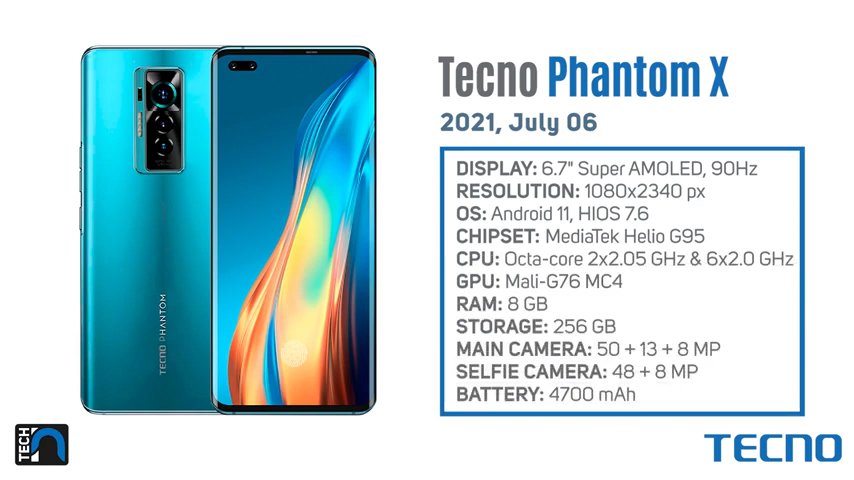 Tecno Phantom X
2021, July 06
DISPLAY: 6.7" Super AMOLED, 90Hz
RESOLUTION: 1080x2340 px
OS: Android 11, HIOS 7.6
CHIPSET: MediaTek Helio G95
CPU: Octa-core 2x2.05 GHz & 6x2.0 GHz
GPU: Mali-G76 MC4
RAM: 8 GB
STORAGE: 256 GB
MAIN CAMERA: 50 + 13 + 8 MP
SELFIE CAMERA: 48 + 8 MP
BATTERY: 4700 mAh
TECNO PHANTOM
TECH
TECNO